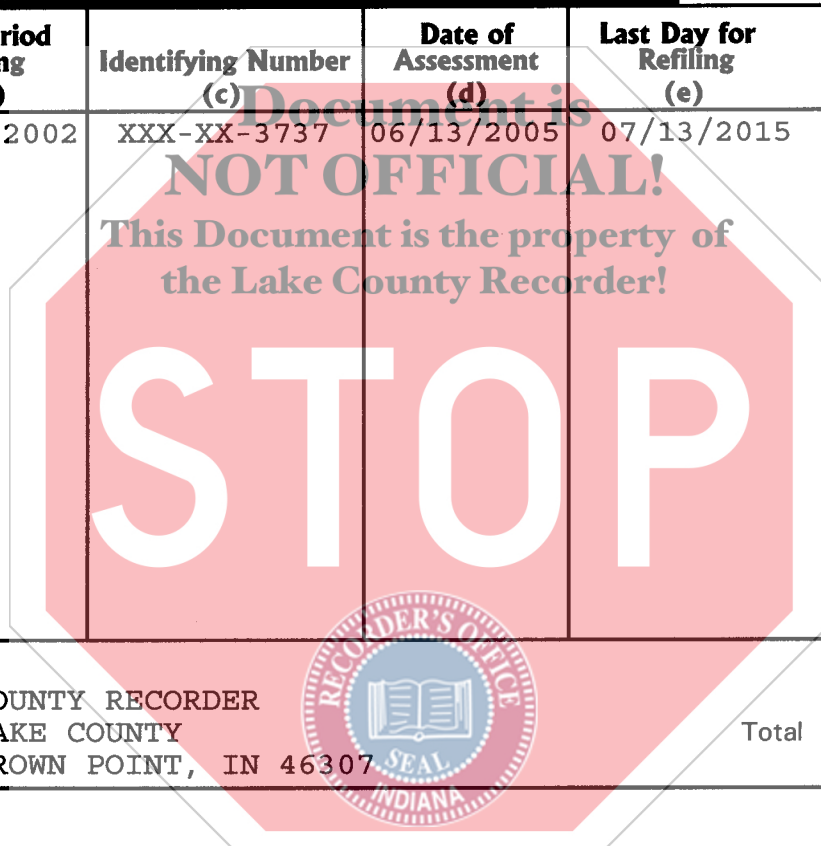 riod
ng
)
Identifying Number
(c)
Date of
Assessment
(d)
Last Day for
Refiling
(e)
2002 XXX-XX-3737 06/13/2005 07/13/2015
Document is
NOT OFFICIAL!
This Document is the property of
the Lake County Recorder!
STOP
RECORDER'S OFFICE
SEAL
INDIANA
OUNTY RECORDER
AKE COUNTY
ROWN POINT, IN 46307
Total